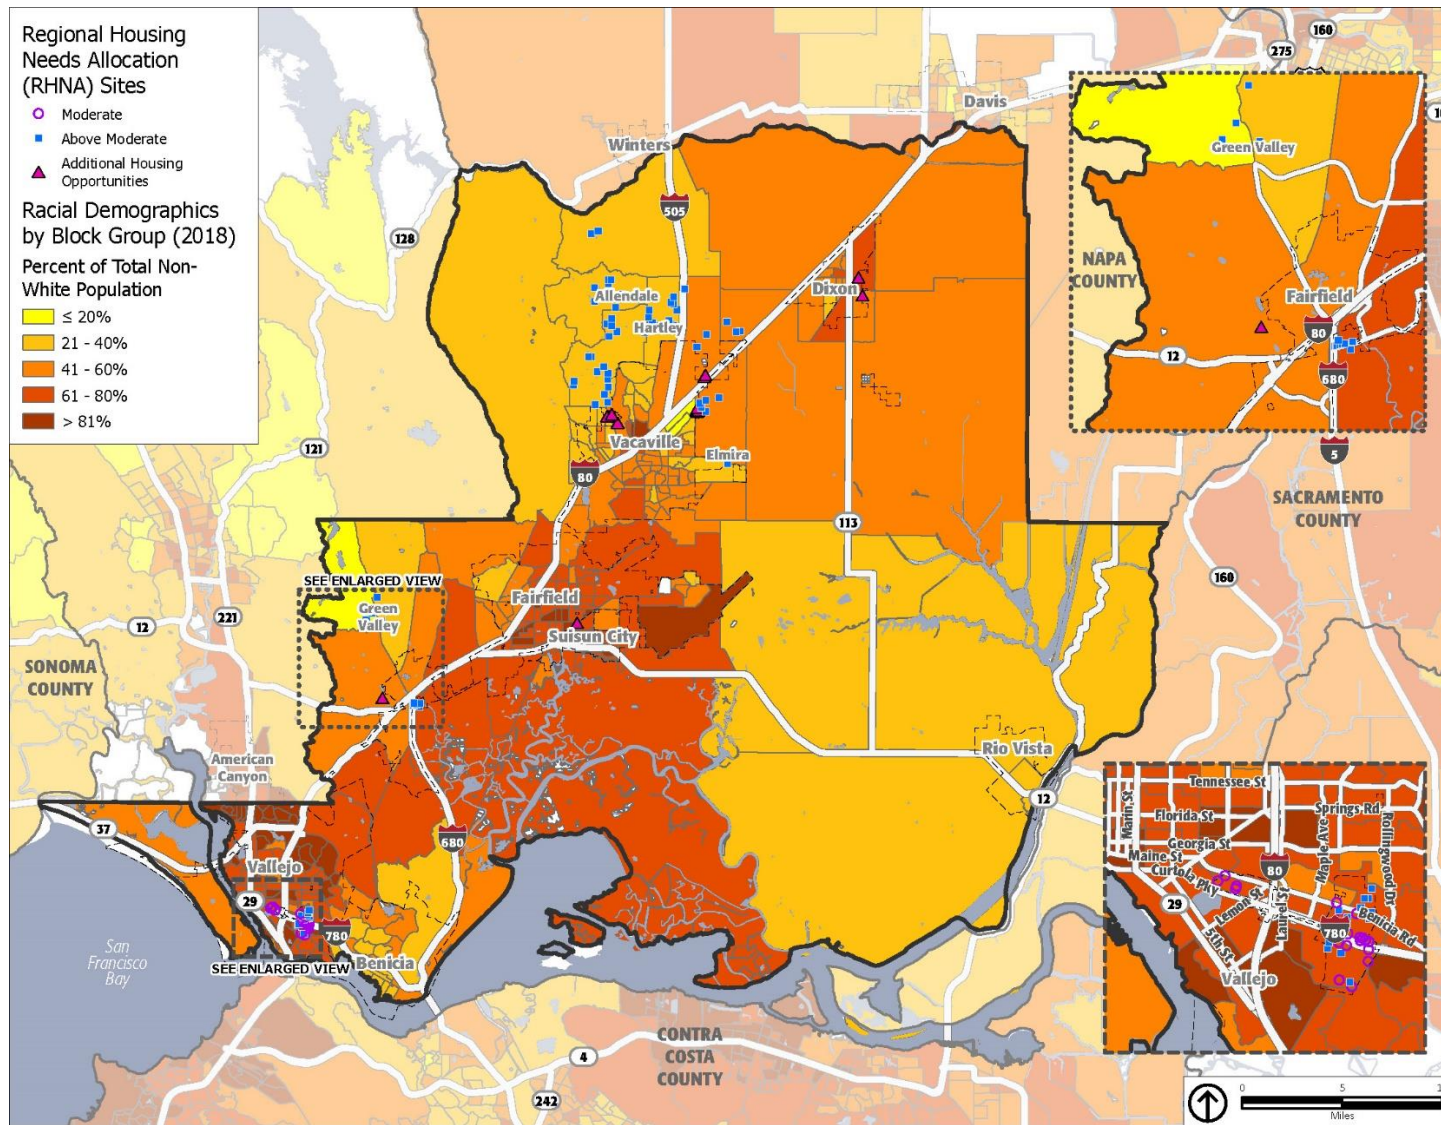 Regional Housing
Needs Allocation
(RHNA) Sites
Moderate
Above Moderate
Additional Housing
Opportunities
Racial Demographics
by Block Group (2018)
Percent of Total Non-
White Population
≤ 20%
21 - 40%
41 - 60%
61 - 80%
> 81%
160
275
Davis
Winters
505
128
Allendale
Hartley
Dixon
121
Vacaville
Elmira
80
113
SEE ENLARGED VIEW
Green
Valley
Fairfield
Suisun City
221
12
SONOMA
COUNTY
American
Canyon
Rio Vista
12
37
680
Vallejo
29
780
San
Francisco
Bay
SEE ENLARGED VIEW
Benicia
CONTRA
COSTA
COUNTY
4
242
Green Valley
NAPA
COUNTY
Fairfield
80
12
680
5
SACRAMENTO
COUNTY
160
Tennessee St
Marin St
Florida St
Springs Rd
Maple Ave
Rollingwood Dr
Georgia St
Maine St
Curtola Pky
80
29
Lemon St
Laurel St
5th St
780
Benicia Rd
Vallejo
0
5
Miles